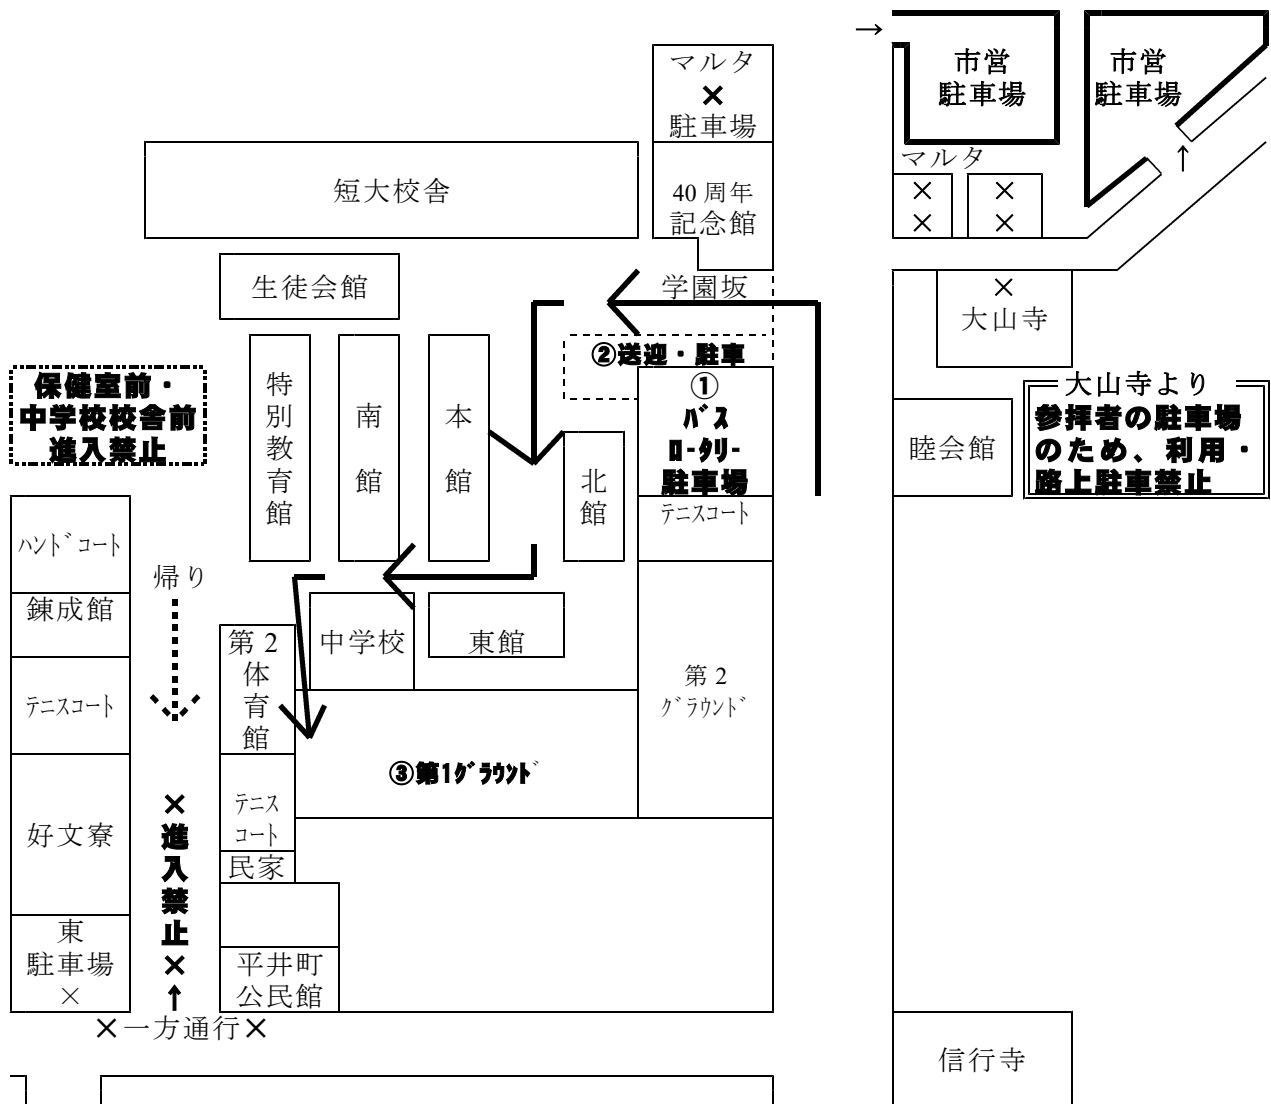 →
市営
駐車場
市営
駐車場
↑
マルタ
×
駐車場
マルタ
×
×
×
×
短大校舎
40周年
記念館
生徒会館
学園坂
×
大山寺
②送迎・駐車
①
バス
ロータリー
駐車場
保健室前・
中学校校舎前
進入禁止
特別教育館
南館
本館
北館
テニスコート
睦会館
大山寺より
参拝者の駐車場
のため、利用・
路上駐車禁止
ハンドコート
帰り
錬成館
テニスコート
第2体育館
中学校
東館
第2
グラウンド
③第1グラウンド
好文寮
×進入禁止×
↑
テニス
コート
民家
東
駐車場
×
平井町
公民館
×一方通行×
信行寺